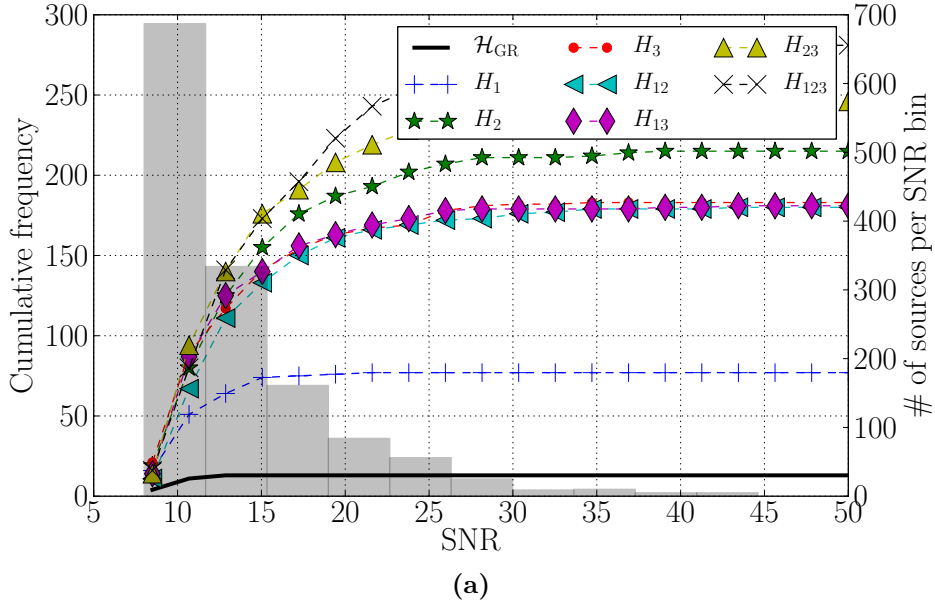 300
250
200
150
100
50
0
Cumulative frequency
700
600
500
400
300
200
100
0
# of sources per SNR bin
ℋ_GR
H_1
H_2
H_3
H_12
H_13
H_23
H_123
5 10 15 20 25 30 35 40 45 50
SNR
(a)